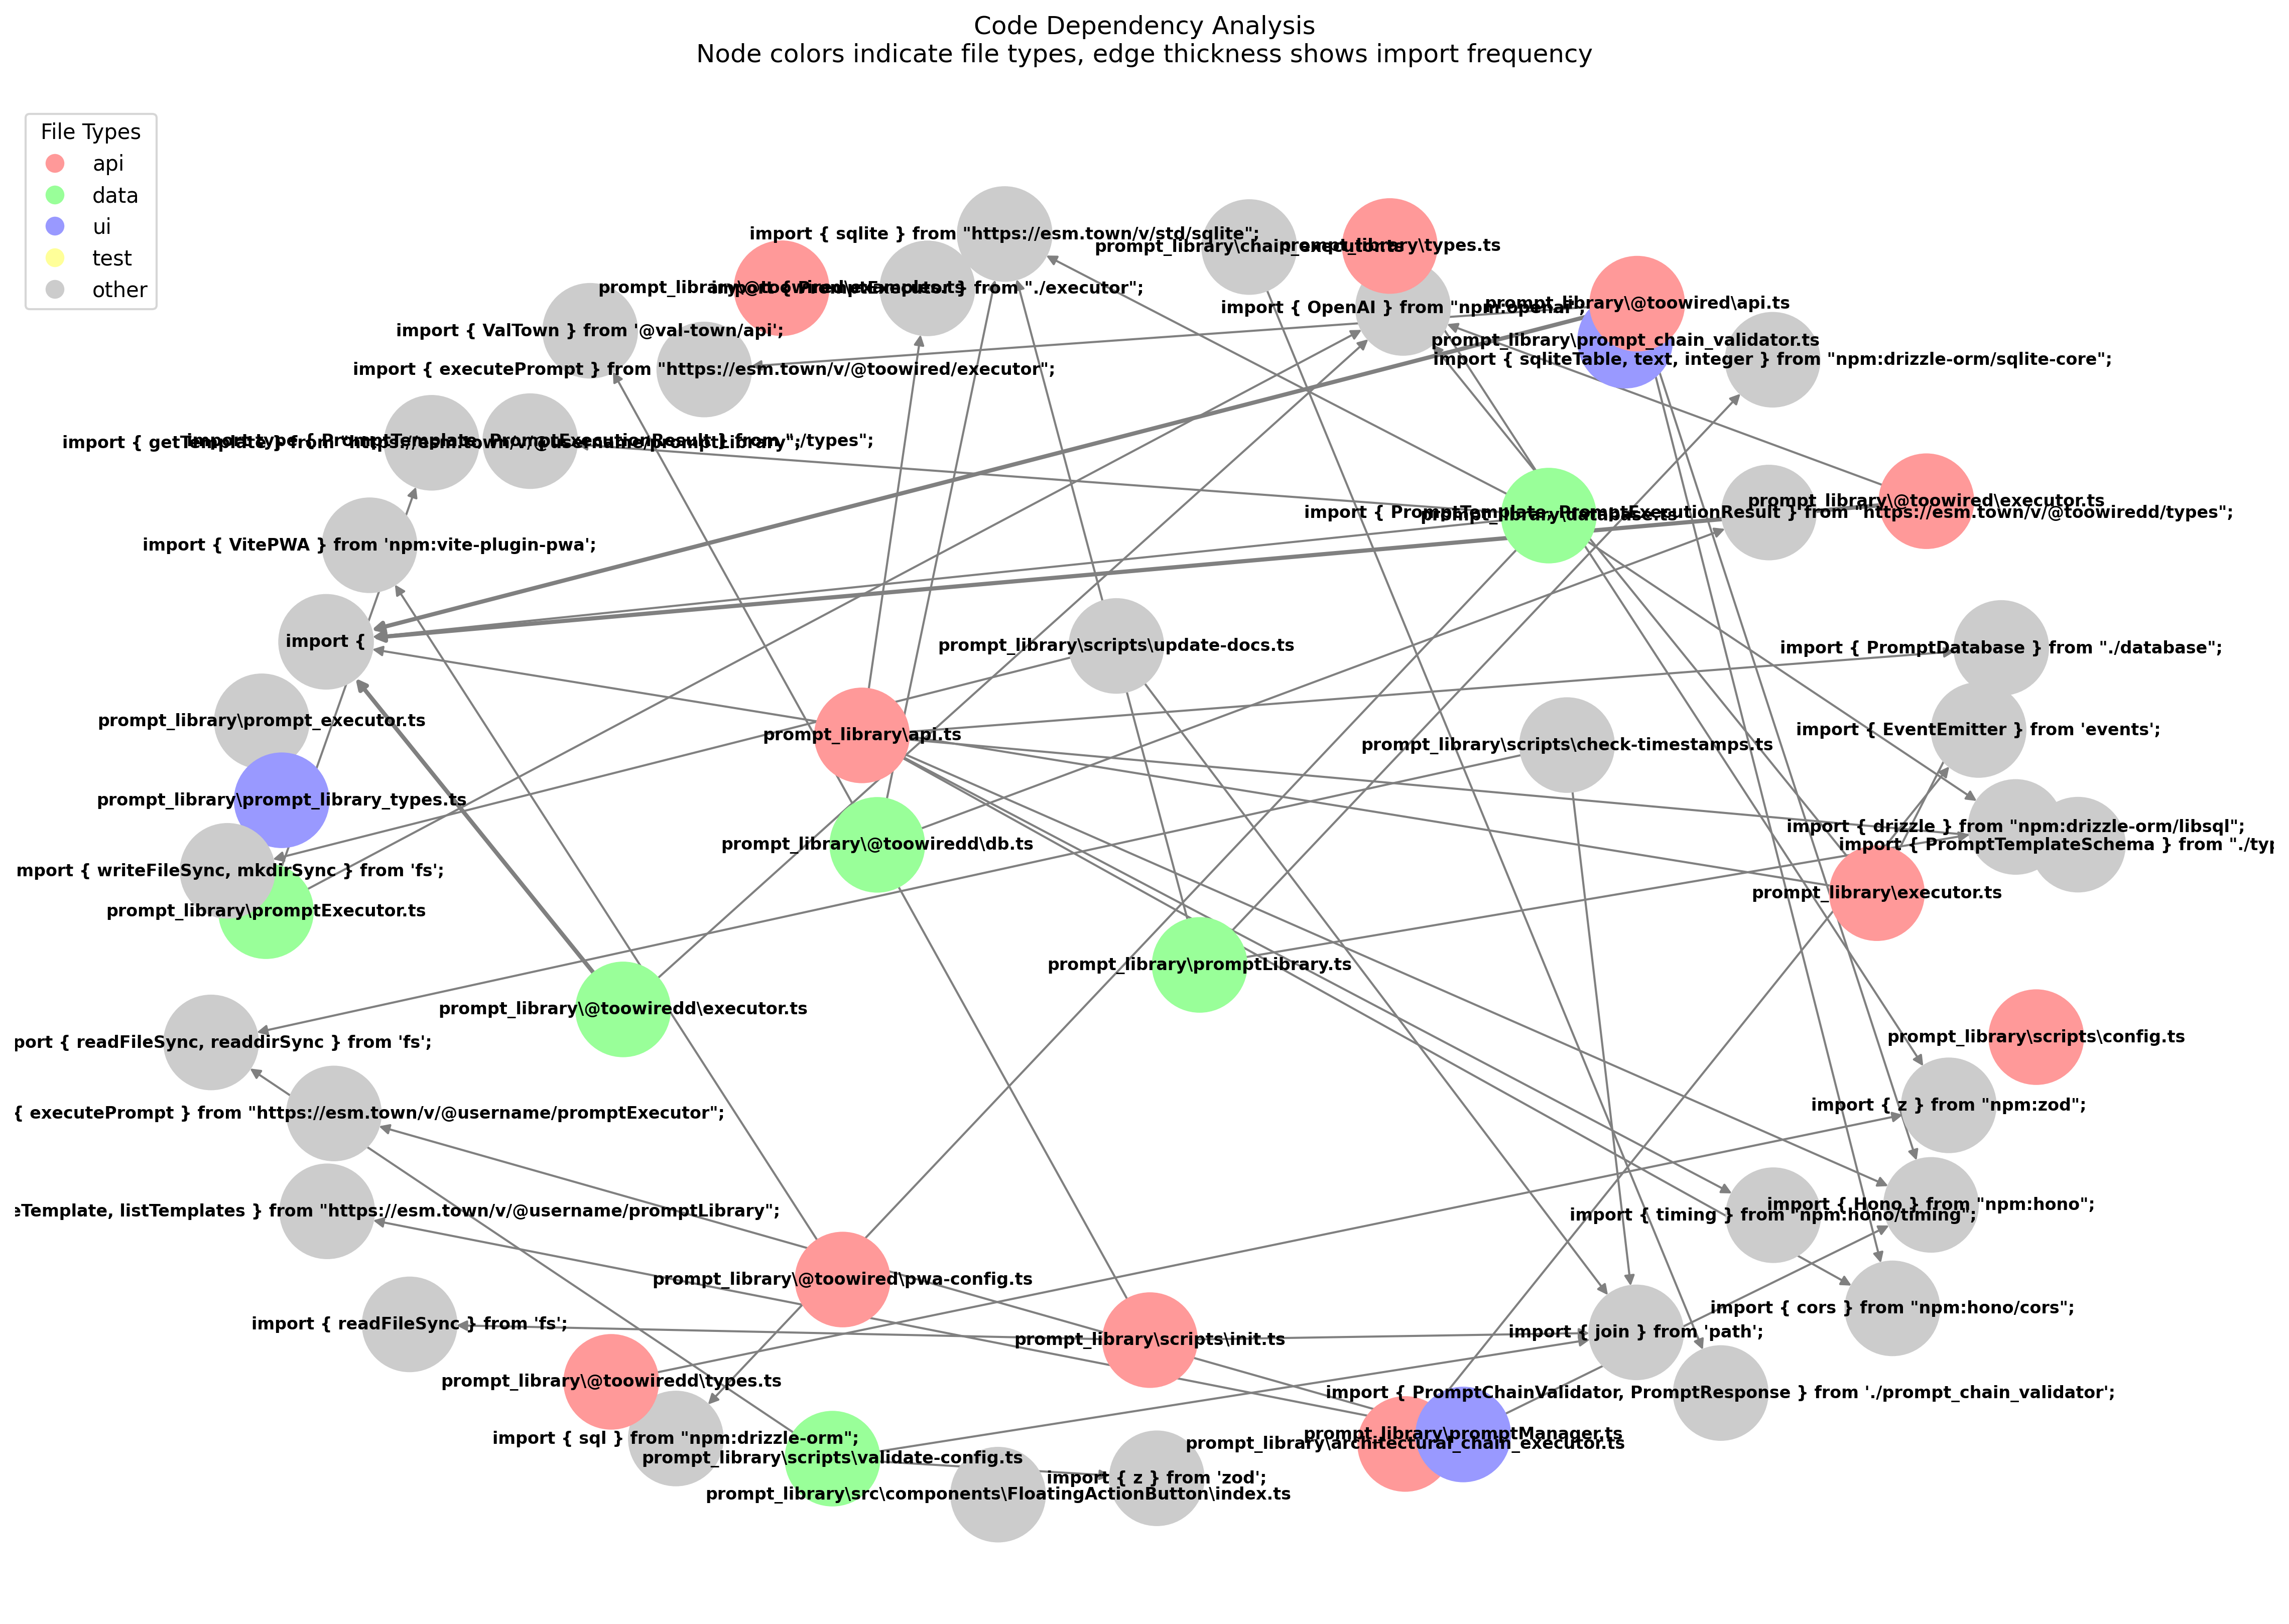 Code Dependency Analysis
Node colors indicate file types, edge thickness shows import frequency
File Types
api
data
ui
test
other
import { sqlite } from "https://esm.town/v/std/sqlite";
prompt_library\chain_executor.ts
prompt_library\types.ts
prompt_library\@toowired\examples.ts
import { PromptExecutor } from "./executor";
import { OpenAI } from "npm:openai";
prompt_library\@toowired\api.ts
import { ValTown } from '@val-town/api';
prompt_library\prompt_chain_validator.ts
import { executePrompt } from "https://esm.town/v/@toowired/executor";
import { sqliteTable, text, integer } from "npm:drizzle-orm/sqlite-core";
import { getTemplate } from "https://esm.town/v/@username/promptLibrary";
import type { PromptTemplate, PromptExecutionResult } from "./types";
prompt_library\@toowired\executor.ts
import { PromptTemplate, PromptExecutionResult } from "https://esm.town/v/@toowiredd/types";
prompt_library\database.ts
import { VitePWA } from 'npm:vite-plugin-pwa';
import {
prompt_library\scripts\update-docs.ts
import { PromptDatabase } from "./database";
prompt_library\prompt_executor.ts
import { EventEmitter } from 'events';
prompt_library\api.ts
prompt_library\scripts\check-timestamps.ts
prompt_library\prompt_library_types.ts
import { drizzle } from "npm:drizzle-orm/libsql";
prompt_library\@toowiredd\db.ts
import { PromptTemplateSchema } from "./typ
mport { writeFileSync, mkdirSync } from 'fs';
prompt_library\executor.ts
prompt_library\promptExecutor.ts
prompt_library\promptLibrary.ts
prompt_library\@toowiredd\executor.ts
prompt_library\scripts\config.ts
port { readFileSync, readdirSync } from 'fs';
import { z } from "npm:zod";
{ executePrompt } from "https://esm.town/v/@username/promptExecutor";
import { Hono } from "npm:hono";
eTemplate, listTemplates } from "https://esm.town/v/@username/promptLibrary";
import { timing } from "npm:hono/timing";
prompt_library\@toowired\pwa-config.ts
import { cors } from "npm:hono/cors";
import { readFileSync } from 'fs';
prompt_library\scripts\init.ts
import { join } from 'path';
prompt_library\@toowiredd\types.ts
import { PromptChainValidator, PromptResponse } from './prompt_chain_validator';
import { sql } from "npm:drizzle-orm";
prompt_library\promptManager.ts
prompt_library\architectural_chain_executor.ts
prompt_library\scripts\validate-config.ts
import { z } from 'zod';
prompt_library\src\components\FloatingActionButton\index.ts